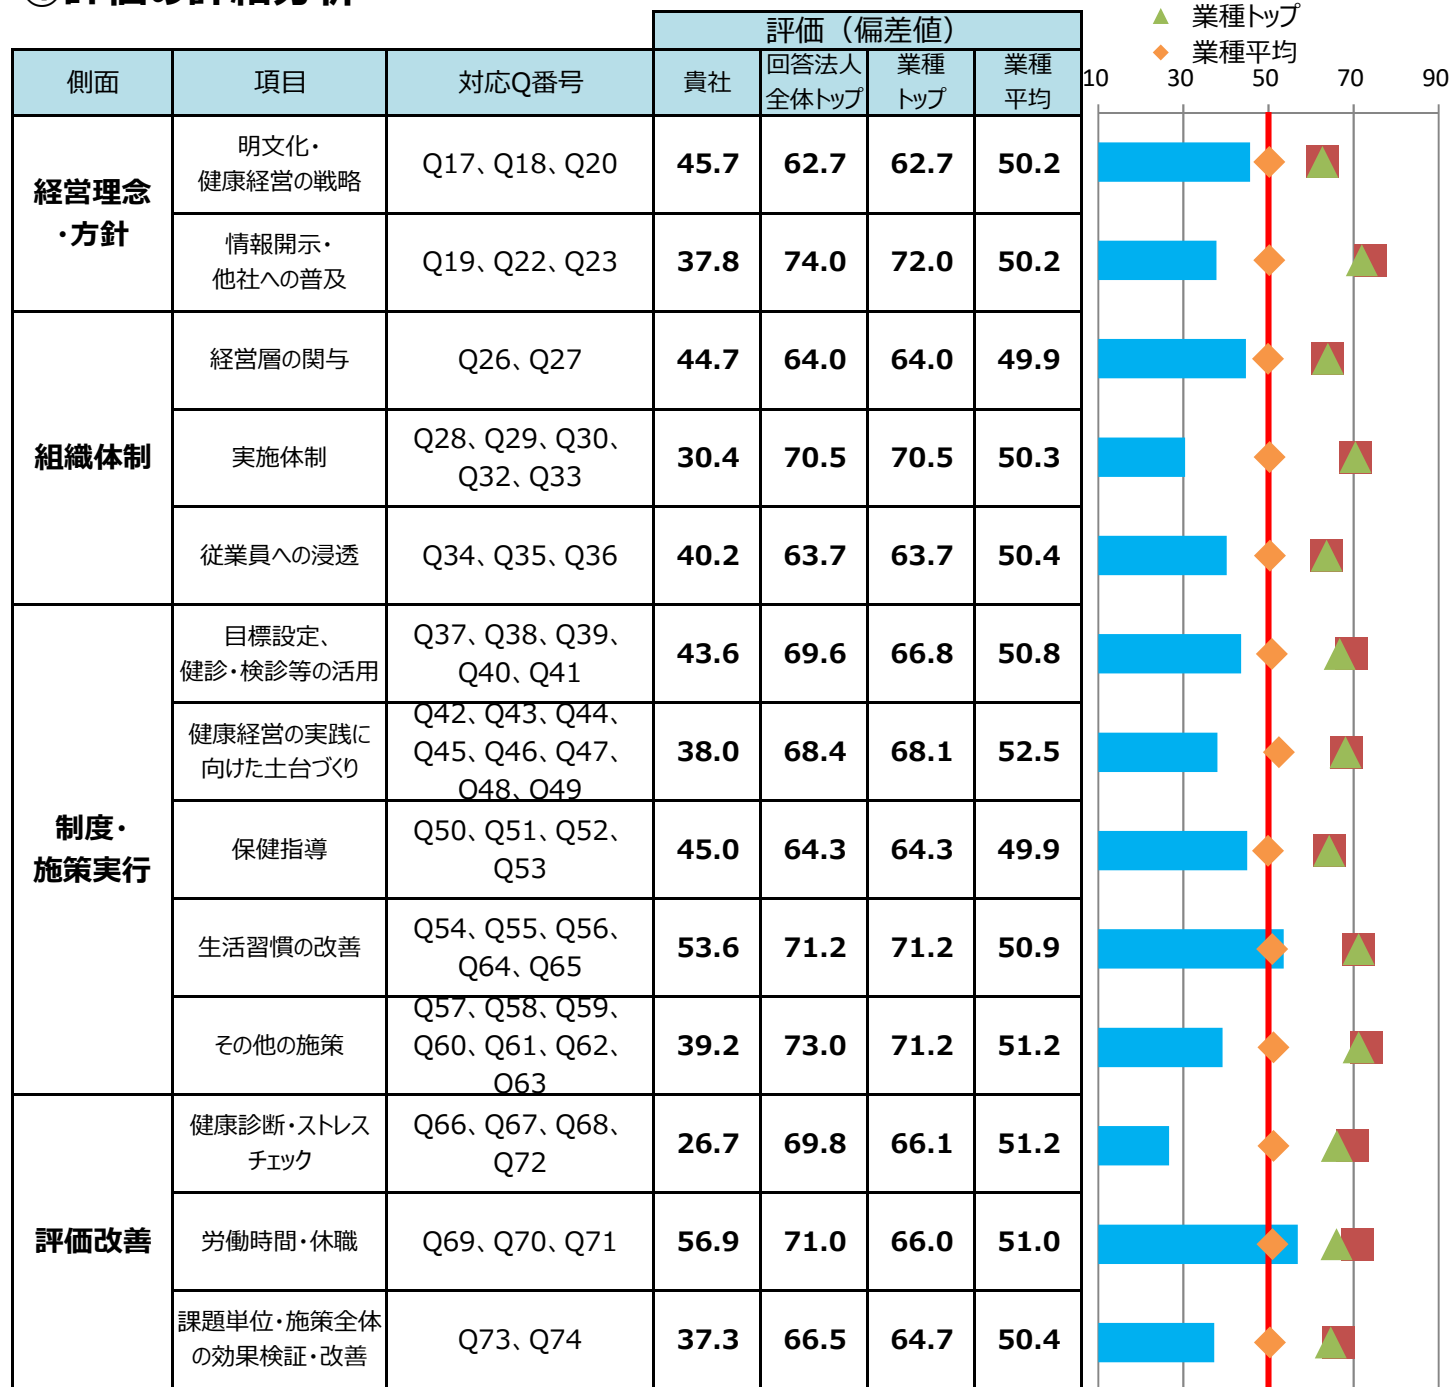 評価（偏差値）
側面 項目 対応Q番号 貴社 回答法人 業種 業種
全体トップ トップ 平均
▲ 業種トップ
◆ 業種平均
10 30 50 70 90
経営理念
・方針
明文化・
健康経営の戦略
Q17、Q18、Q20 45.7 62.7 62.7 50.2
情報開示・
他社への普及
Q19、Q22、Q23 37.8 74.0 72.0 50.2
組織体制
経営層の関与 Q26、Q27 44.7 64.0 64.0 49.9
実施体制
Q28、Q29、Q30、
Q32、Q33
30.4 70.5 70.5 50.3
従業員への浸透 Q34、Q35、Q36 40.2 63.7 63.7 50.4
制度・
施策実行
目標設定、
健診・検診等の活用
Q37、Q38、Q39、
Q40、Q41
43.6 69.6 66.8 50.8
健康経営の実践に
向けた土台づくり
Q42、Q43、Q44、
Q45、Q46、Q47、
Q48、Q49
38.0 68.4 68.1 52.5
保健指導
Q50、Q51、Q52、
Q53
45.0 64.3 64.3 49.9
生活習慣の改善
Q54、Q55、Q56、
Q64、Q65
53.6 71.2 71.2 50.9
その他の施策
Q57、Q58、Q59、
Q60、Q61、Q62、
Q63
39.2 73.0 71.2 51.2
評価改善
健康診断・ストレス
チェック
Q66、Q67、Q68、
Q72
26.7 69.8 66.1 51.2
労働時間・休職 Q69、Q70、Q71 56.9 71.0 66.0 51.0
課題単位・施策全体
の効果検証・改善
Q73、Q74 37.3 66.5 64.7 50.4